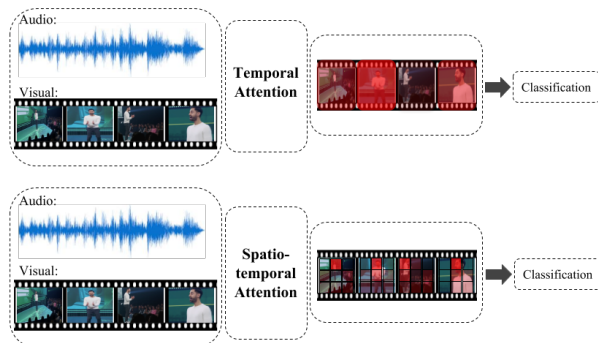 Audio:
Visual:
Temporal
Attention
Classification
Audio:
Visual:
Spatio-
temporal
Attention
Classification